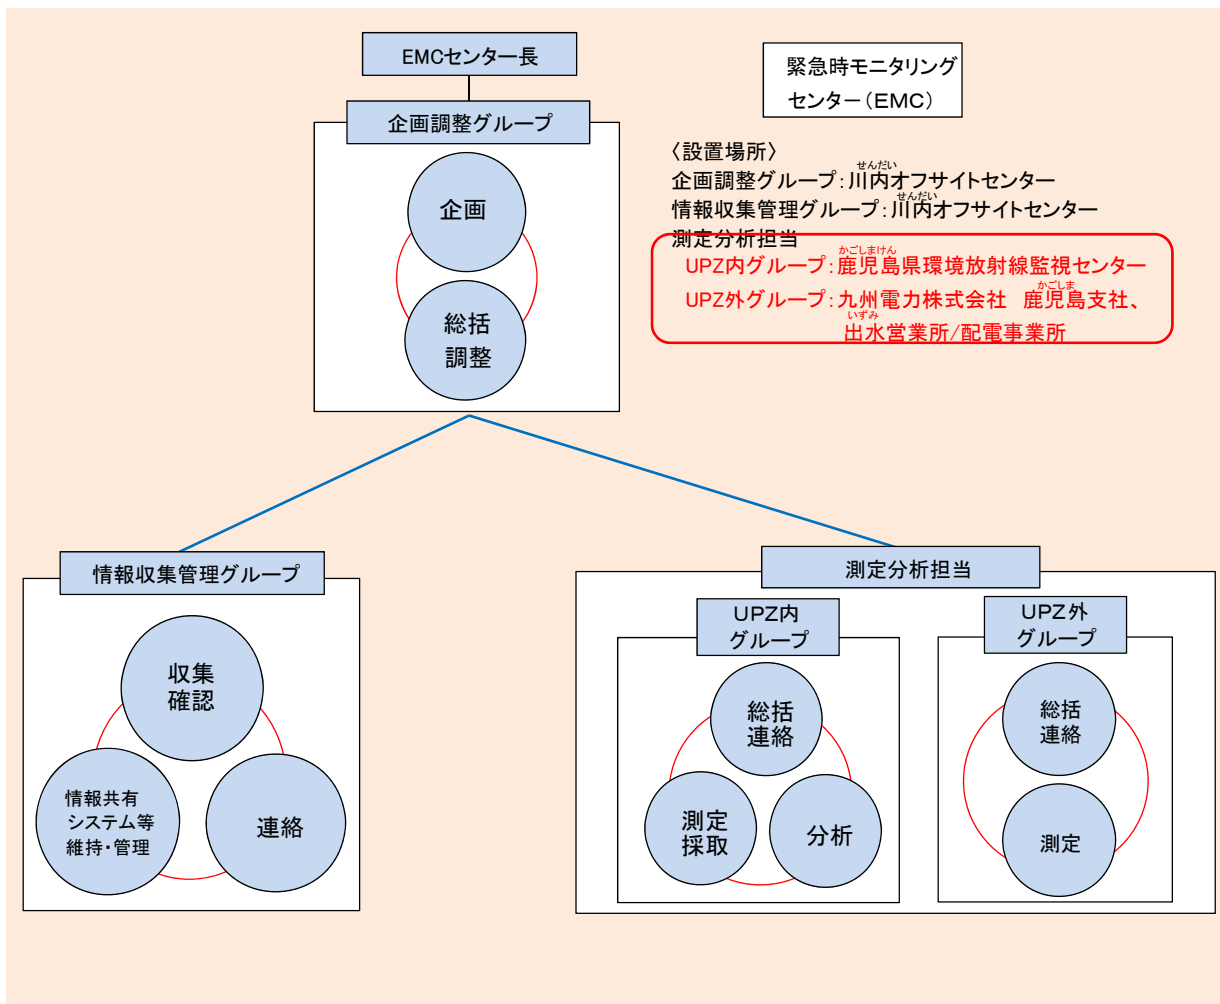 EMCセンター長
企画調整グループ
企画
総括
調整
緊急時モニタリング
センター(EMC)
〈設置場所〉
せんだい
企画調整グループ:川内オフサイトセンター
せんだい
情報収集管理グループ:川内オフサイトセンター
測定分析担当
かごしまけん
UPZ内グループ:鹿児島県環境放射線監視センター
かごしま
UPZ外グループ:九州電力株式会社 鹿児島支社、
いずみ
出水営業所/配電事業所
情報収集管理グループ
収集
確認
情報共有
システム等
維持・管理
連絡
測定分析担当
UPZ内
グループ
総括
連絡
測定
採取
分析
UPZ外
グループ
総括
連絡
測定